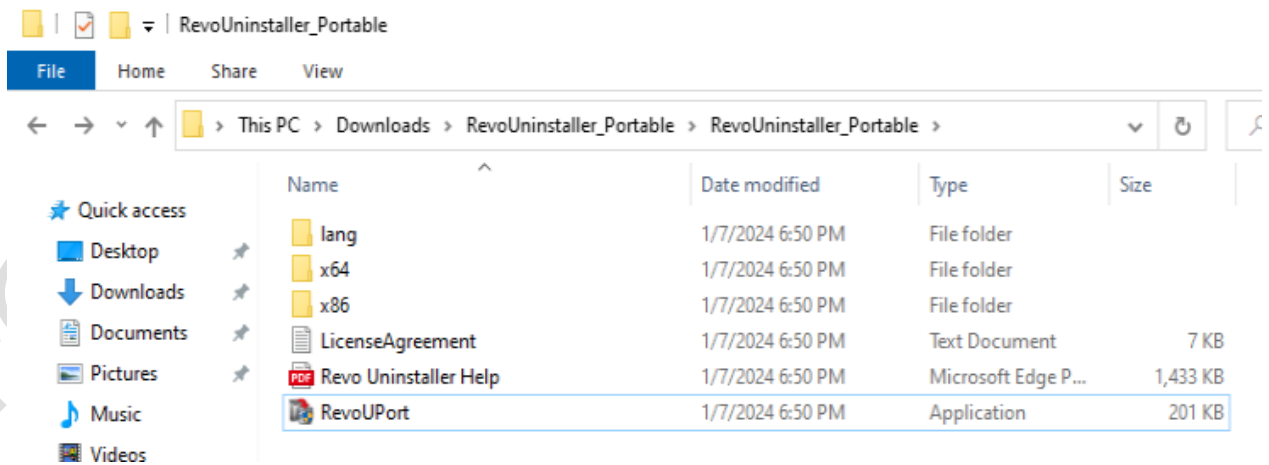 RevoUninstaller_Portable
File Home Share View
This PC > Downloads > RevoUninstaller_Portable > RevoUninstaller_Portable >
Name Date modified Type Size
Quick access
Desktop
Downloads
Documents
Pictures
Music
Videos
lang 1/7/2024 6:50 PM File folder
x64 1/7/2024 6:50 PM File folder
x86 1/7/2024 6:50 PM File folder
LicenseAgreement 1/7/2024 6:50 PM Text Document 7 KB
PDF Revo Uninstaller Help 1/7/2024 6:50 PM Microsoft Edge P... 1,433 KB
RevoUPort 1/7/2024 6:50 PM Application 201 KB